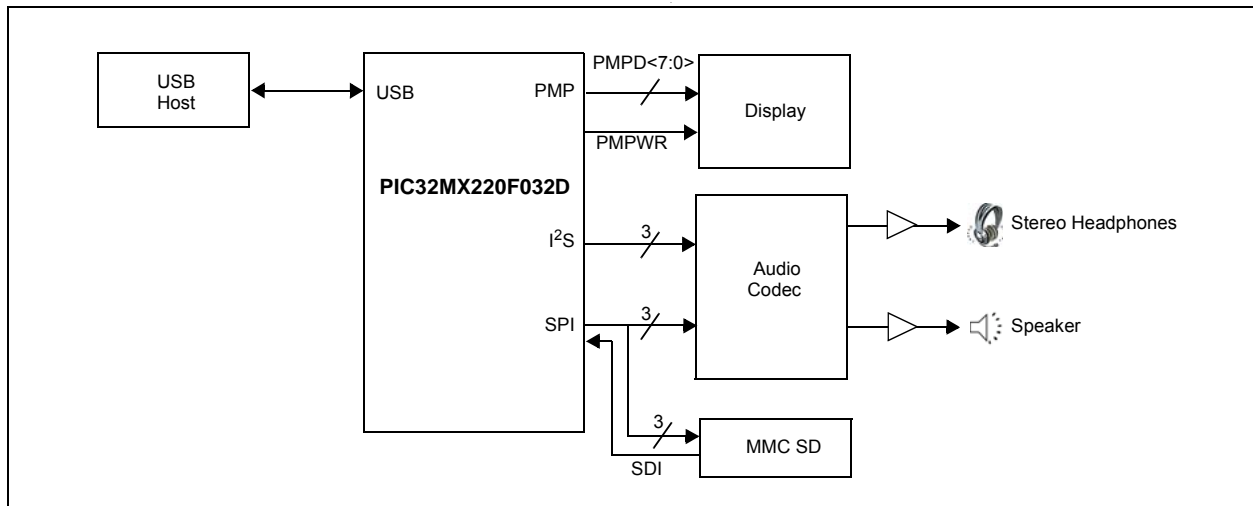 USB
Host
USB
PMP
PMPD<7:0>
PMPWR
Display
PIC32MX220F032D
I²S
3
Audio
Codec
Stereo Headphones
SPI
3
Speaker
3
SDI
MMC SD